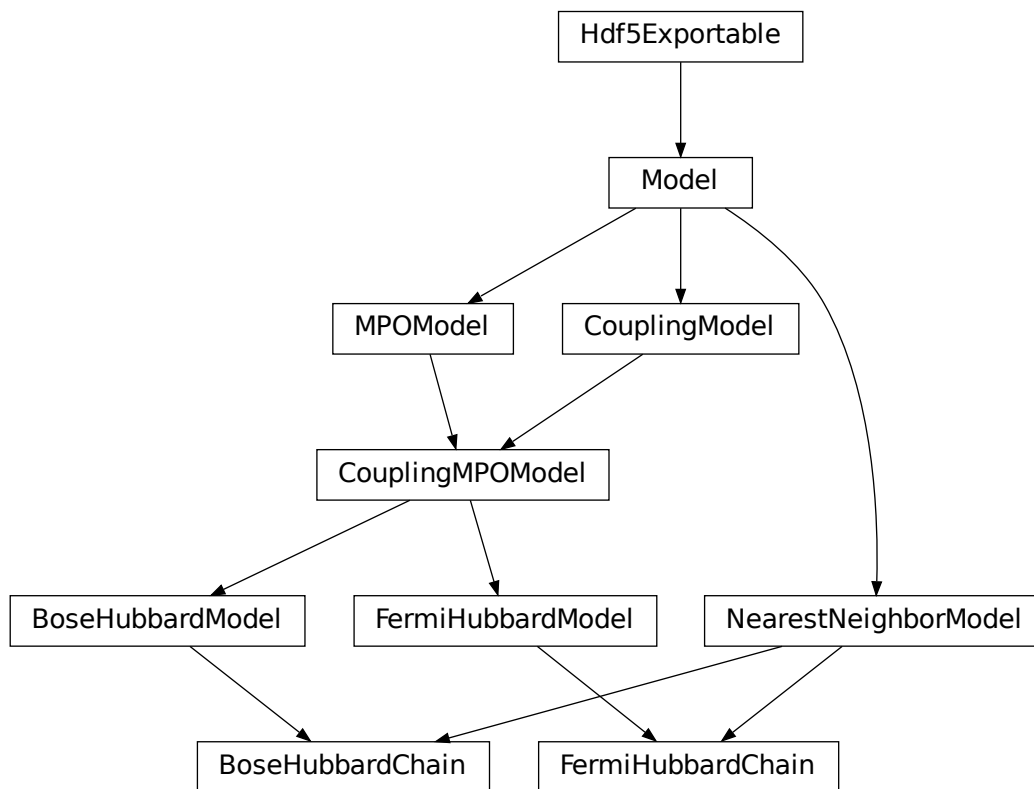 Hdf5Exportable
Model
MPOModel
CouplingModel
CouplingMPOModel
BoseHubbardModel
FermiHubbardModel
NearestNeighborModel
BoseHubbardChain
FermiHubbardChain